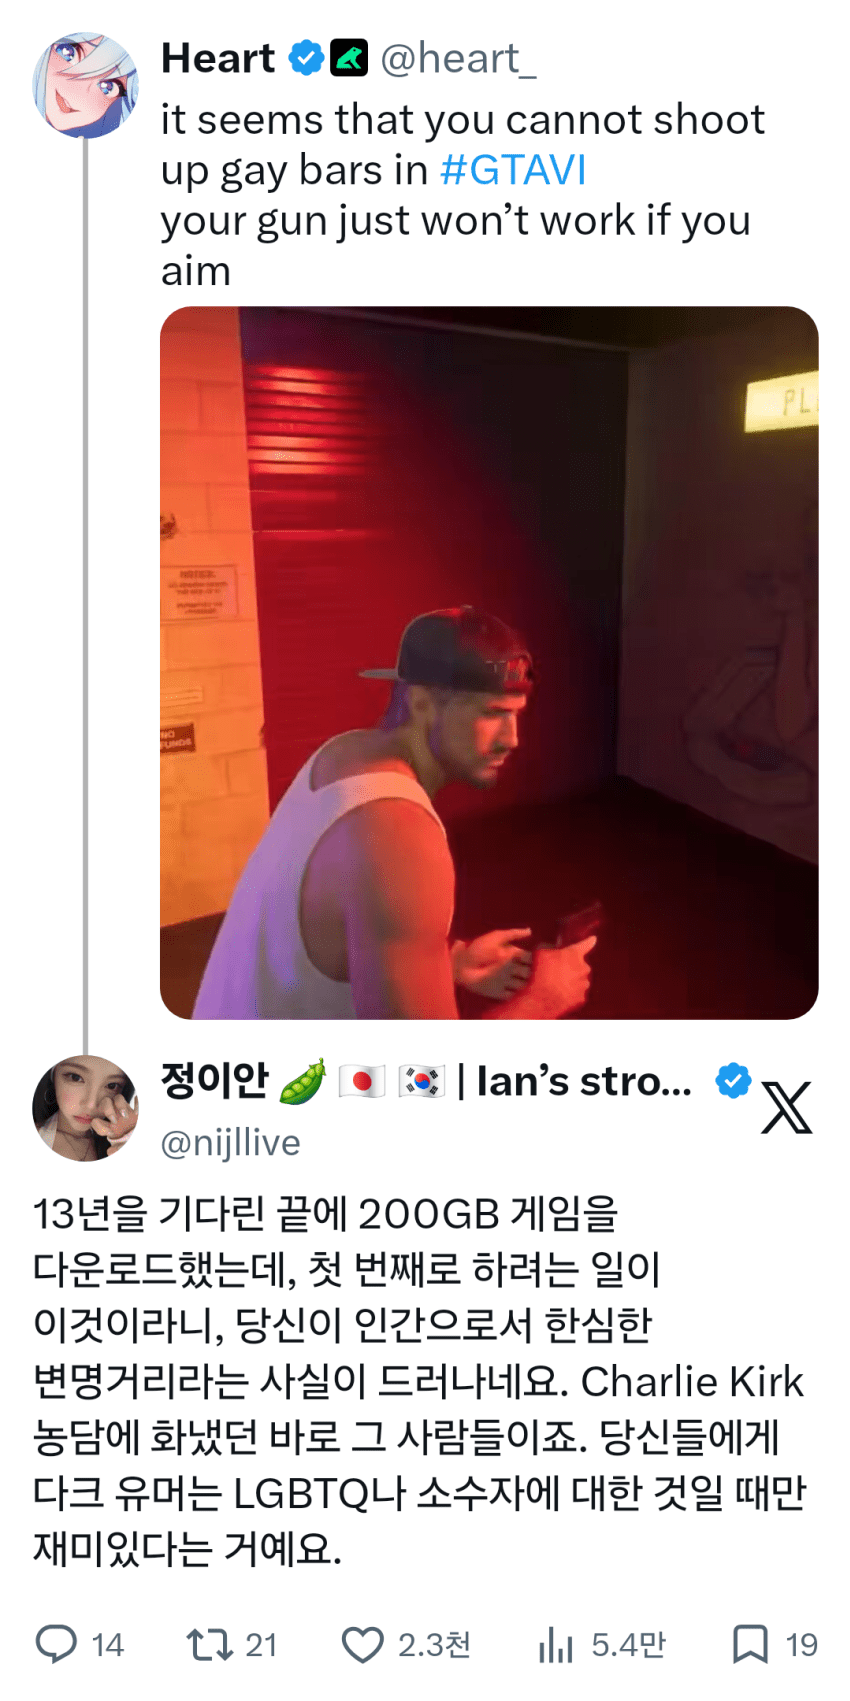 Heart @heart_
it seems that you cannot shoot
up gay bars in #GTAVI
your gun just won’t work if you
aim
PL
NOTICE:
NO
FUNDS
정이안 | Ian’s stro...
@nijllive
13년을 기다린 끝에 200GB 게임을
다운로드했는데, 첫 번째로 하려는 일이
이것이라니, 당신이 인간으로서 한심한
변명거리라는 사실이 드러나네요. Charlie Kirk
농담에 화냈던 바로 그 사람들이죠. 당신들에게
다크 유머는 LGBTQ나 소수자에 대한 것일 때만
재미있다는 거예요.
14 21 2.3천 5.4만 19